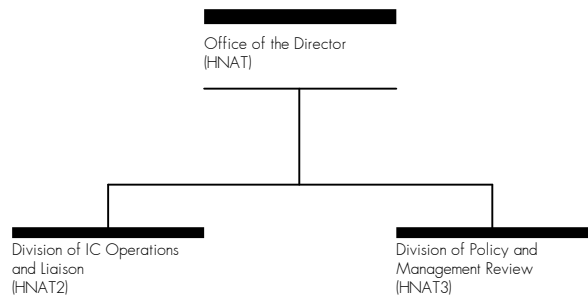 Office of the Director
(HNAT)
Division of IC Operations
and Liaison
(HNAT2)
Division of Policy and
Management Review
(HNAT3)